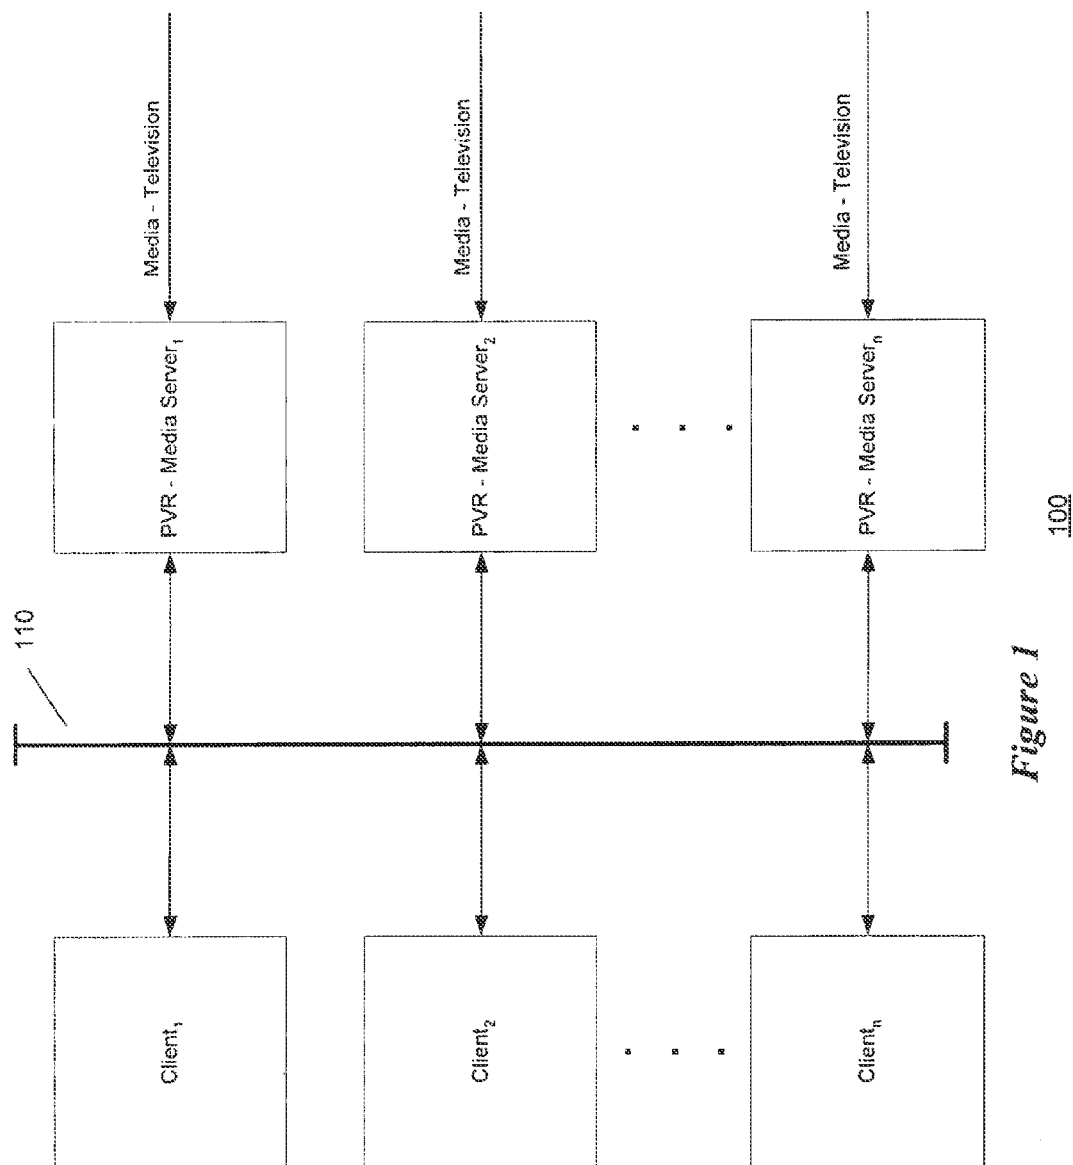 110
Client₁
PVR - Media Server₁
Media - Television
Client₂
PVR - Media Server₂
Media - Television
Clientₙ
PVR - Media Serverₙ
Media - Television
Figure 1
100